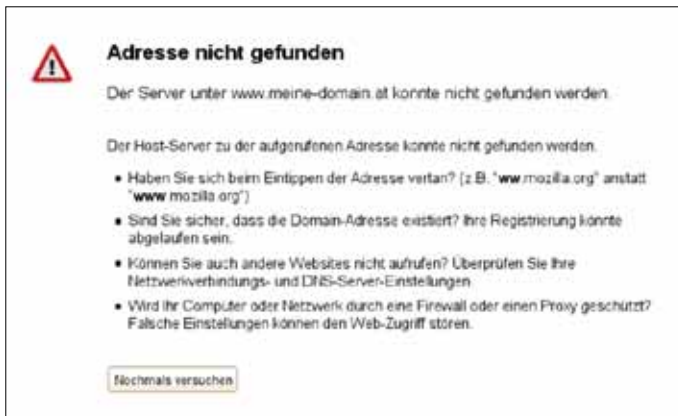 Adresse nicht gefunden
Der Server unter www.meine-domain.at konnte nicht gefunden werden.
Der Host-Server zu der aufgerufenen Adresse konnte nicht gefunden werden.
• Haben Sie sich beim Eintippen der Adresse vertan? (z.B. "ww.mozilla.org" anstatt
"www.mozilla.org")
• Sind Sie sicher, dass die Domain-Adresse existiert? Ihre Registrierung könnte
abgelaufen sein.
• Können Sie auch andere Websites nicht aufrufen? Überprüfen Sie Ihre
Netzwerkverbindungs- und DNS-Server-Einstellungen.
• Wird Ihr Computer oder Netzwerk durch eine Firewall oder einen Proxy geschützt?
Falsche Einstellungen können den Web-Zugriff stören.
Nochmals versuchen